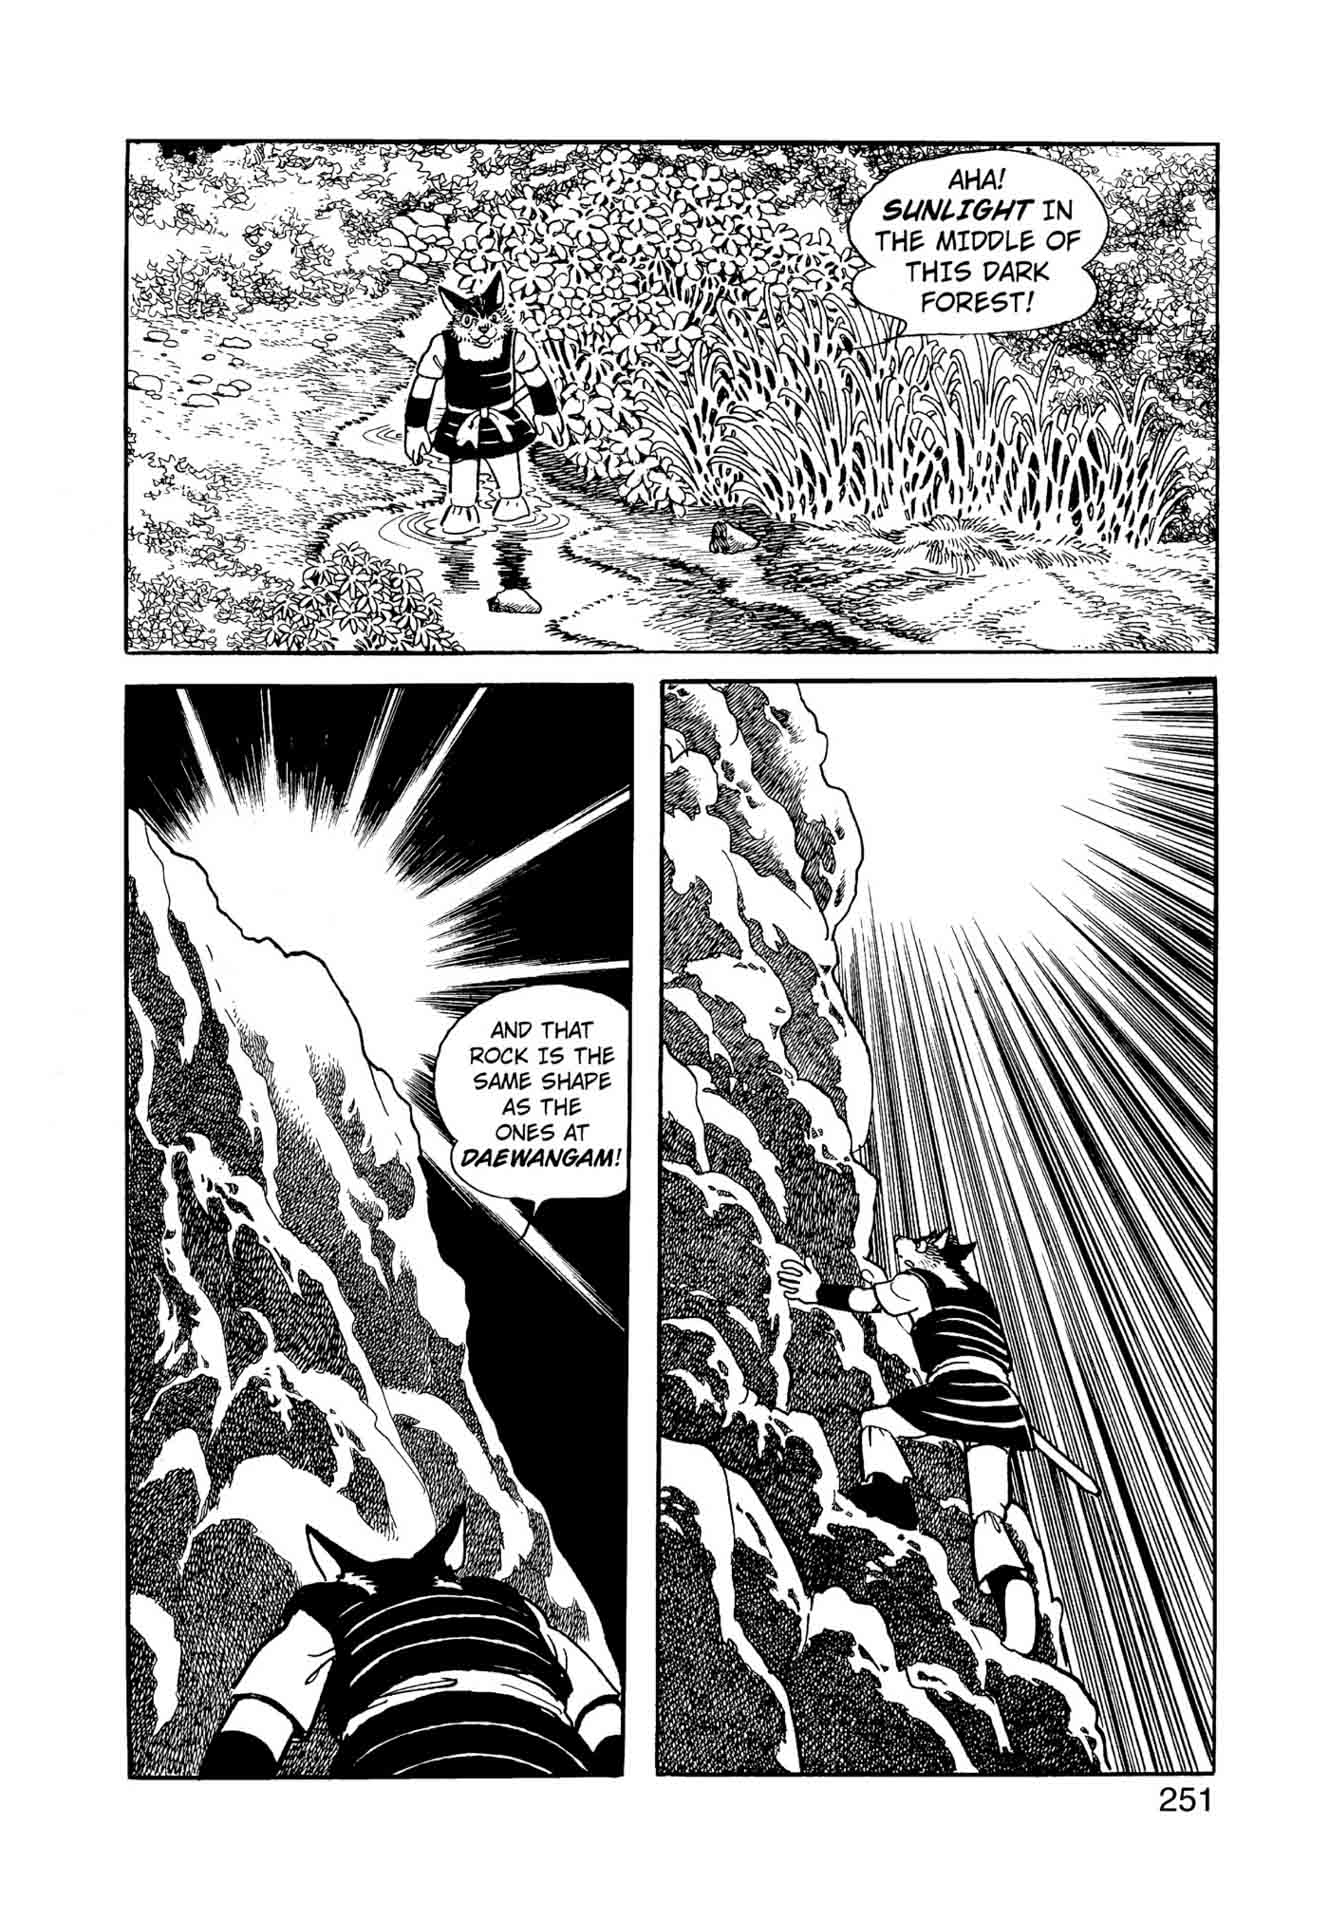 AHA!
SUNLIGHT IN
THE MIDDLE OF
THIS DARK
FOREST!
AND THAT
ROCK IS THE
SAME SHAPE
AS THE
ONES AT
DAEWANGAM!
251